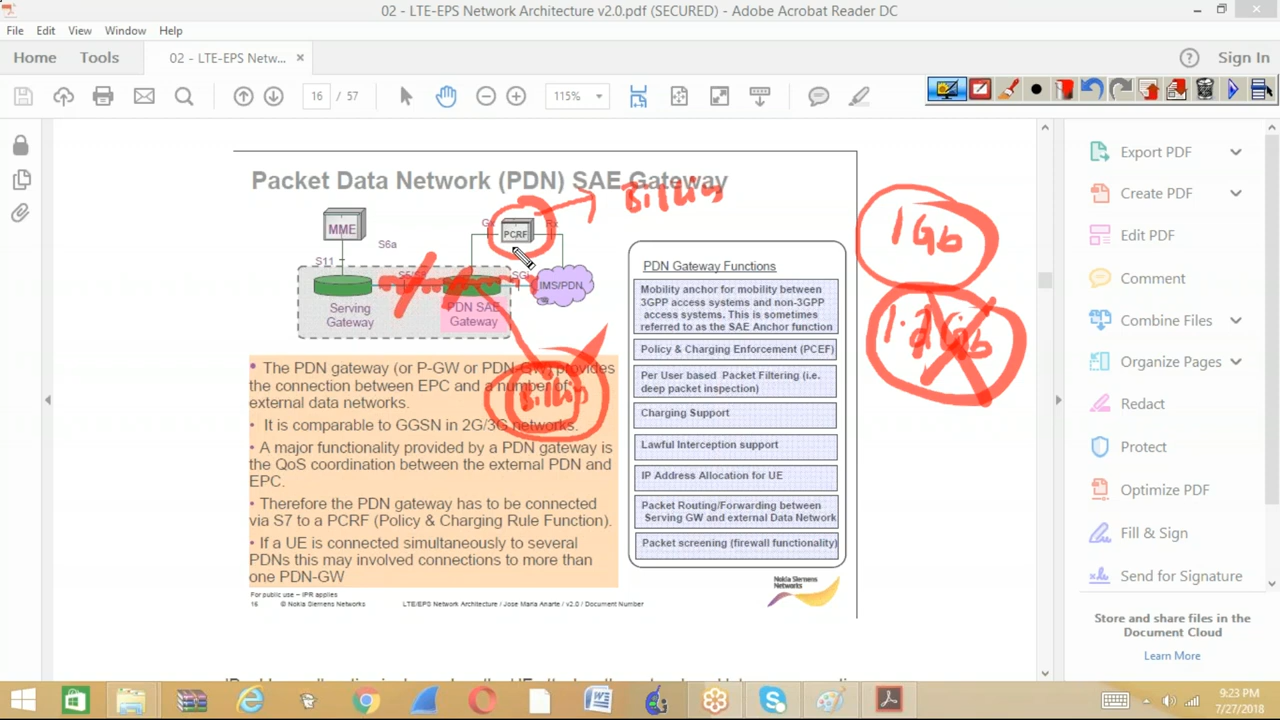 02 - LTE-EPS Network Architecture v2.0.pdf (SECURED) - Adobe Acrobat Reader DC
File Edit View Window Help
Home Tools 02 - LTE-EPS Netw... × Sign In
16 / 57 115%
Packet Data Network (PDN) SAE Gateway
Billing
MME
S6a
S11
Gx
PCRF
Rx
SGi
IMS/PDN
Serving
Gateway
PDN SAE
Gateway
1 Gb
1.2 Gb
Billing
• The PDN gateway (or P-GW or PDN-GW) provides
the connection between EPC and a number of
external data networks.
• It is comparable to GGSN in 2G/3G networks.
• A major functionality provided by a PDN gateway is
the QoS coordination between the external PDN and
EPC.
• Therefore the PDN gateway has to be connected
via S7 to a PCRF (Policy & Charging Rule Function).
• If a UE is connected simultaneously to several
PDNs this may involved connections to more than
one PDN-GW
PDN Gateway Functions
Mobility anchor for mobility between
3GPP access systems and non-3GPP
access systems. This is sometimes
referred to as the SAE Anchor function
Policy & Charging Enforcement (PCEF)
Per User based Packet Filtering (i.e.
deep packet inspection)
Charging Support
Lawful Interception support
IP Address Allocation for UE
Packet Routing/Forwarding between
Serving GW and external Data Network
Packet screening (firewall functionality)
Nokia Siemens
Networks
For public use – IPR applies
16 © Nokia Siemens Networks LTE/EPS Network Architecture / Jose Maria Anarte / v2.0 / Document Number
Export PDF
Create PDF
Edit PDF
Comment
Combine Files
Organize Pages
Redact
Protect
Optimize PDF
Fill & Sign
Send for Signature
Store and share files in the
Document Cloud
Learn More
9:23 PM
7/27/2018